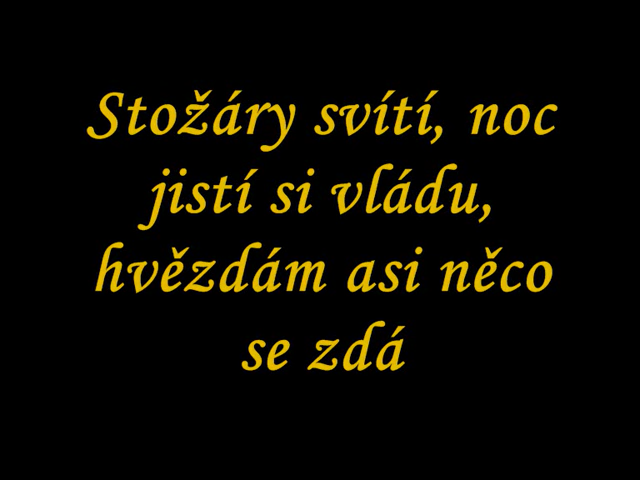 Stožáry svítí, noc
jistí si vládu,
hvězdám asi něco
se zdá